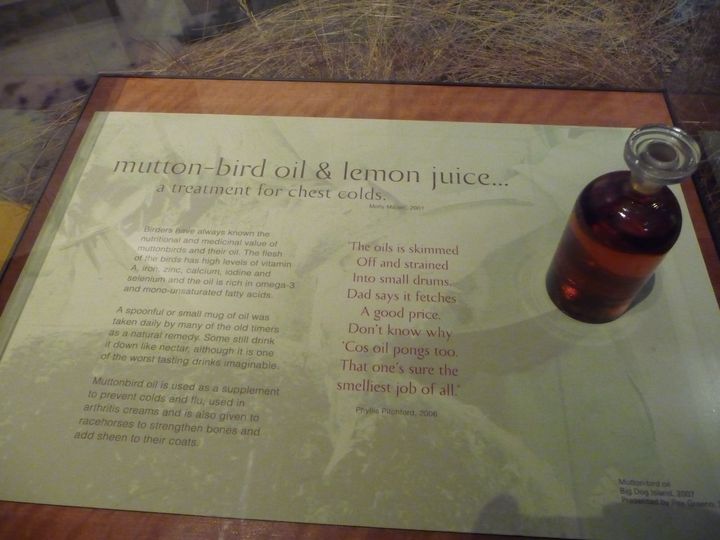 mutton-bird oil & lemon juice...
a treatment for chest colds.
Molly Mallett, 2001
Birders have always known the
nutritional and medicinal value of
muttonbirds and their oil. The flesh
of the birds has high levels of vitamin
A, iron, zinc, calcium, iodine and
selenium and the oil is rich in omega-3
and mono-unsaturated fatty acids.
A spoonful or small mug of oil was
taken daily by many of the old timers
as a natural remedy. Some still drink
it down like nectar, although it is one
of the worst tasting drinks imaginable.
Muttonbird oil is used as a supplement
to prevent colds and flu, used in
arthritis creams and is also given to
racehorses to strengthen bones and
add sheen to their coats.
'The oils is skimmed
Off and strained
Into small drums.
Dad says it fetches
A good price.
Don't know why
'Cos oil pongs too.
That one's sure the
smelliest job of all.'
Phyllis Pitchford, 2006
Mutton-bird oil
Big Dog Island, 2007
Presented by